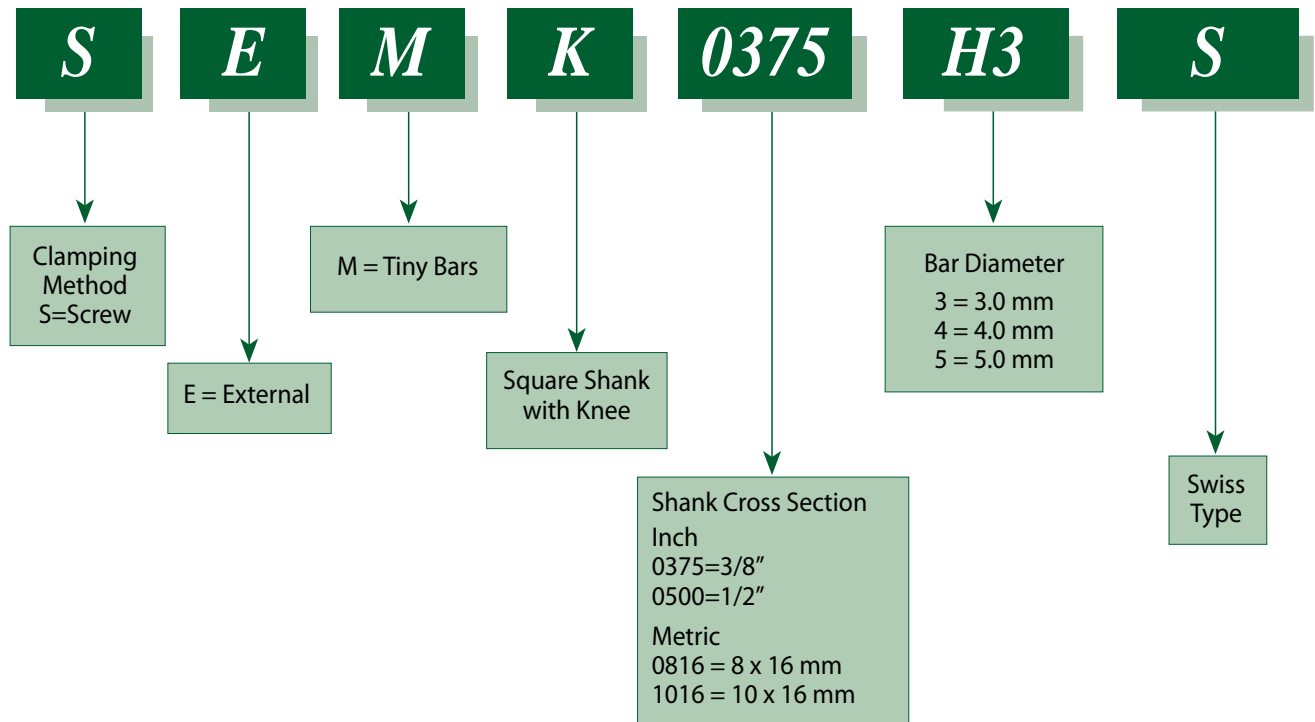 S E M K 0375 H3 S
Clamping
Method
S=Screw
E = External
M = Tiny Bars
Square Shank
with Knee
Shank Cross Section
Inch
0375=3/8”
0500=1/2”
Metric
0816 = 8 x 16 mm
1016 = 10 x 16 mm
Bar Diameter
3 = 3.0 mm
4 = 4.0 mm
5 = 5.0 mm
Swiss
Type